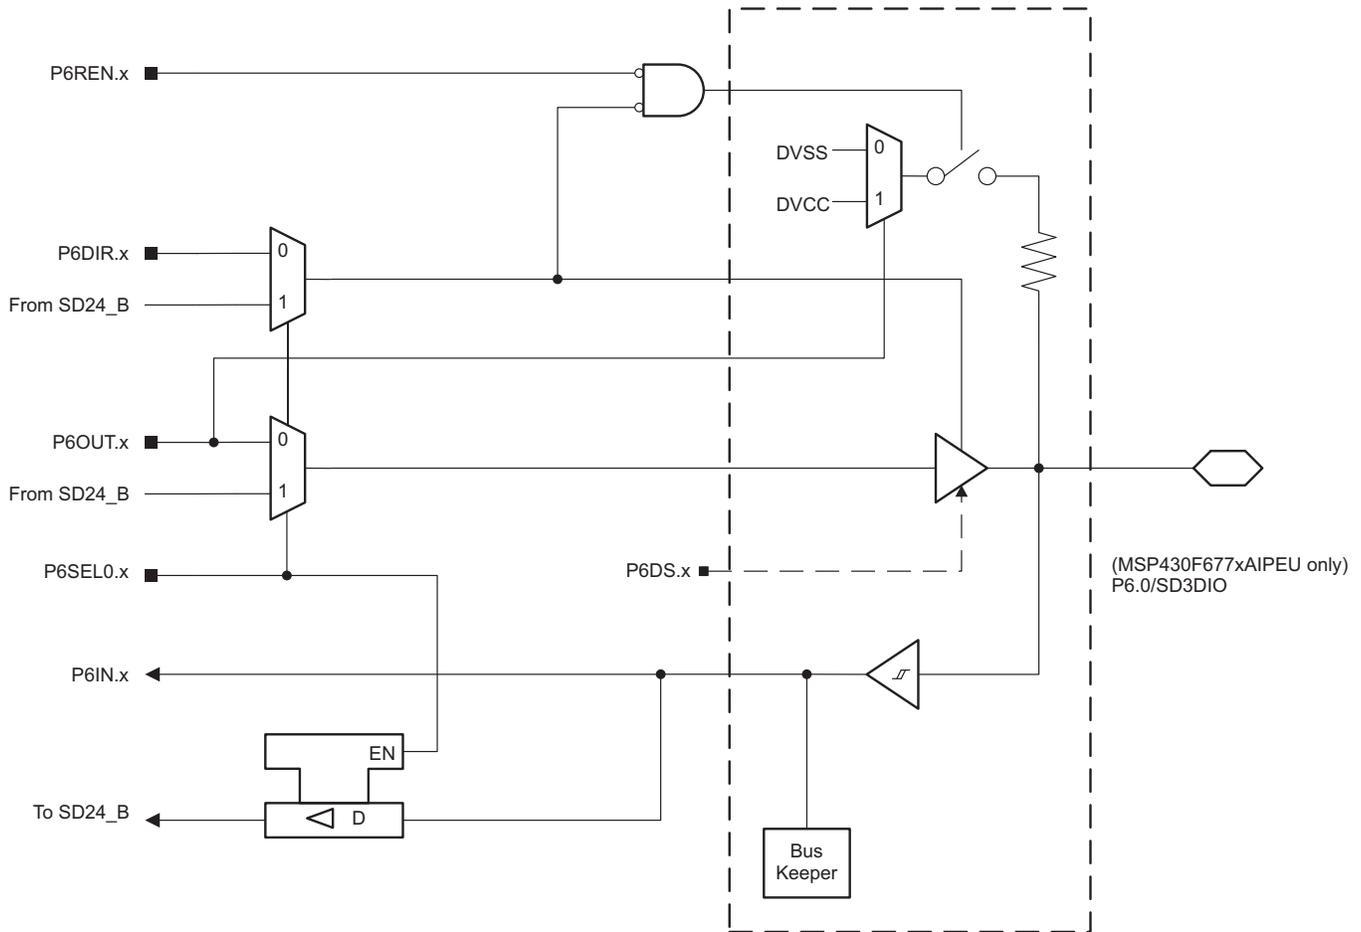 P6REN.x
DVSS
0
DVCC
1
P6DIR.x
0
From SD24_B
1
P6OUT.x
0
From SD24_B
1
P6SEL0.x
P6DS.x
(MSP430F677xAIPEU only)
P6.0/SD3DIO
P6IN.x
EN
To SD24_B
D
Bus
Keeper